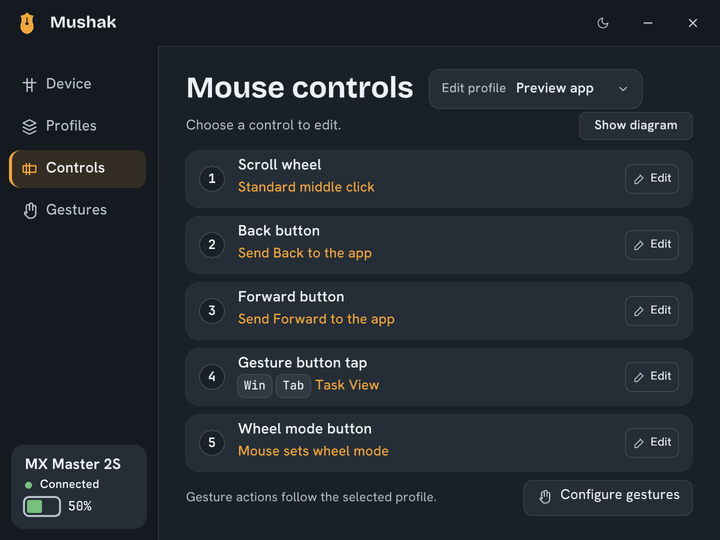 Mushak
Device
Profiles
Controls
Gestures
MX Master 2S
Connected
50%
Mouse controls
Edit profile Preview app
Choose a control to edit.
Show diagram
1 Scroll wheel
Standard middle click
Edit
2 Back button
Send Back to the app
Edit
3 Forward button
Send Forward to the app
Edit
4 Gesture button tap
Win Tab Task View
Edit
5 Wheel mode button
Mouse sets wheel mode
Edit
Gesture actions follow the selected profile.
Configure gestures